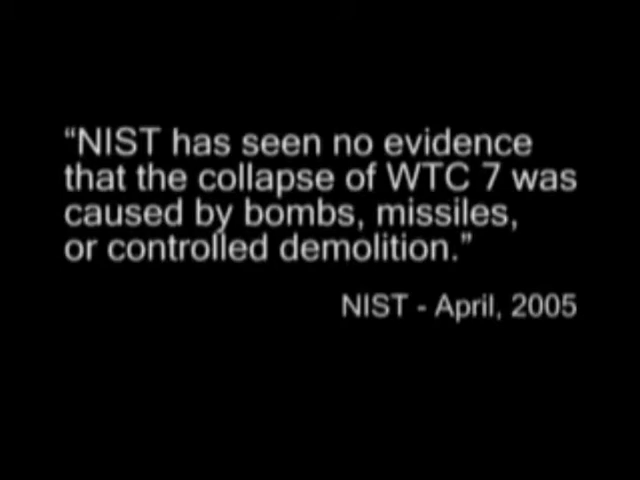 “NIST has seen no evidence
that the collapse of WTC 7 was
caused by bombs, missiles,
or controlled demolition.”
NIST - April, 2005